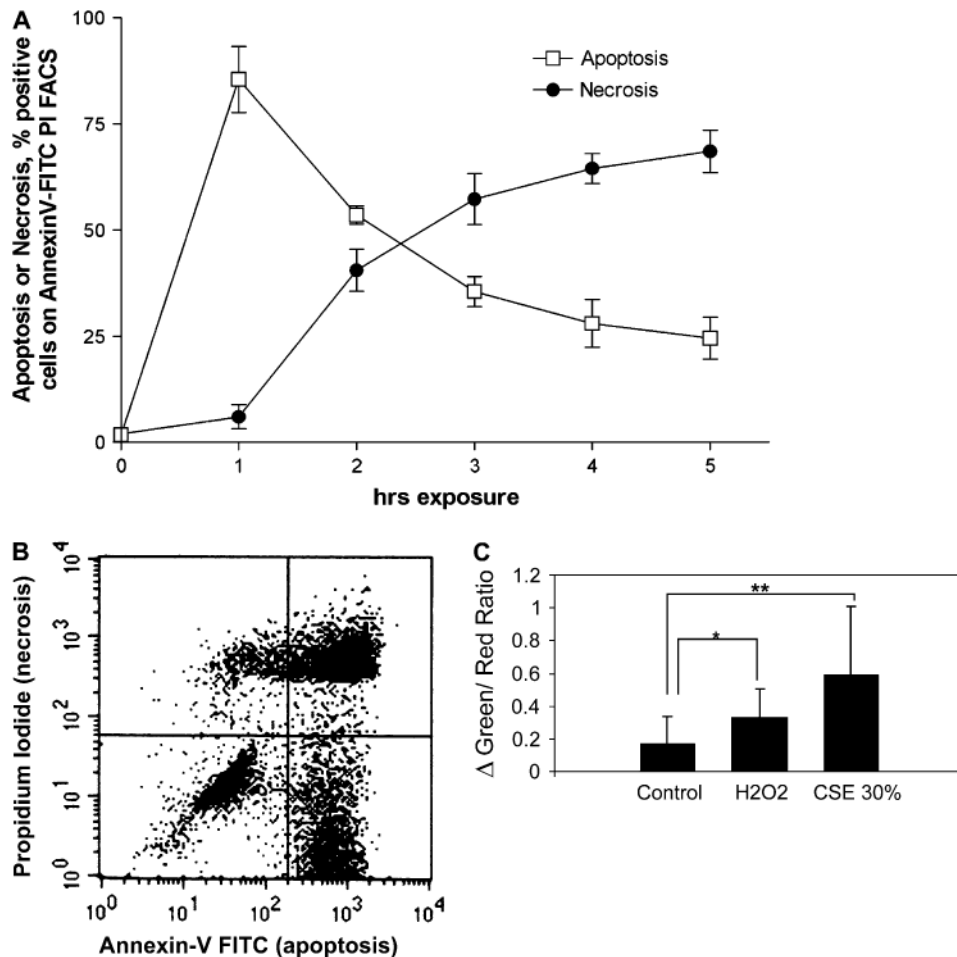 A
Apoptosis or Necrosis, % positive
cells on AnnexinV-FITC PI FACS
100
75
50
25
0
Apoptosis
Necrosis
0 1 2 3 4 5
hrs exposure
B
Propidium Iodide (necrosis)
10^4
10^3
10^2
10^1
10^0
10^0 10^1 10^2 10^3 10^4
Annexin-V FITC (apoptosis)
C
Δ Green/ Red Ratio
1.2
1
0.8
0.6
0.4
0.2
0
**
*
Control H2O2 CSE 30%